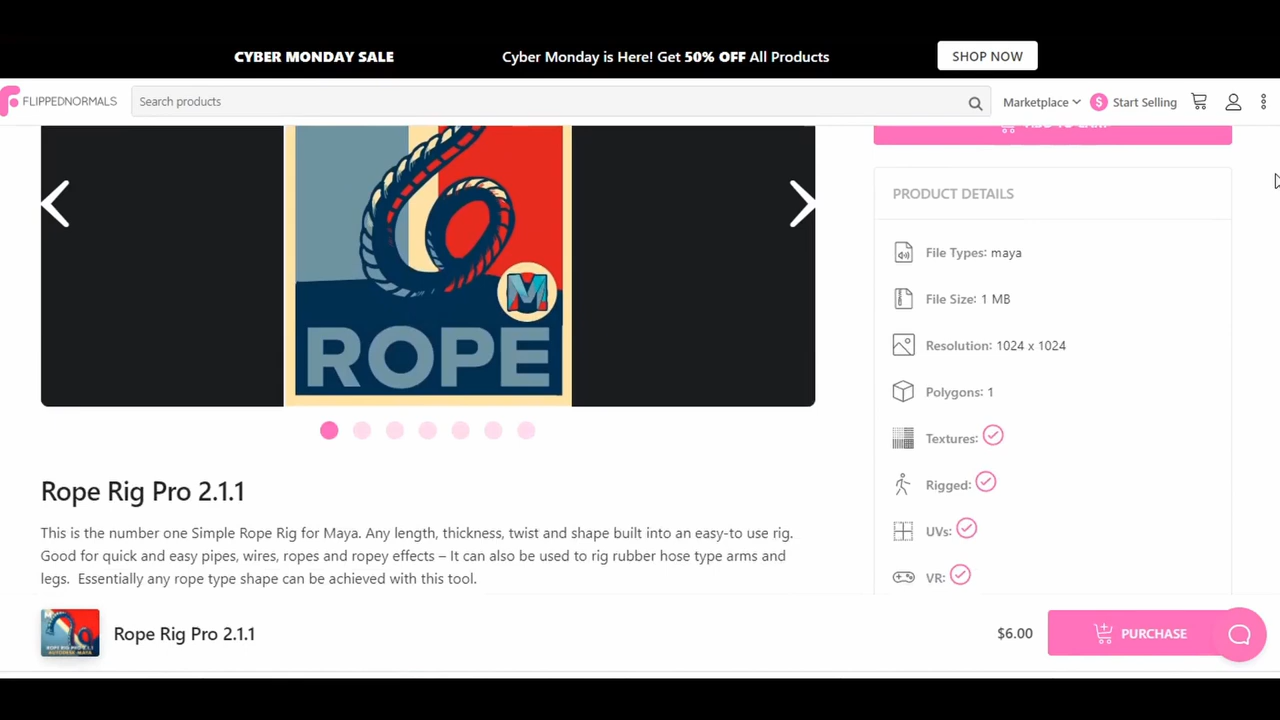 CYBER MONDAY SALE
Cyber Monday is Here! Get 50% OFF All Products
SHOP NOW
FLIPPEDNORMALS
Search products
Marketplace
$
Start Selling
ADD TO CART
PRODUCT DETAILS
File Types: maya
File Size: 1 MB
Resolution: 1024 x 1024
Polygons: 1
Textures:
Rigged:
UVs:
VR:
M
ROPE
Rope Rig Pro 2.1.1
This is the number one Simple Rope Rig for Maya. Any length, thickness, twist and shape built into an easy-to use rig.
Good for quick and easy pipes, wires, ropes and ropey effects – It can also be used to rig rubber hose type arms and
legs.  Essentially any rope type shape can be achieved with this tool.
Rope Rig Pro 2.1.1
$6.00
PURCHASE